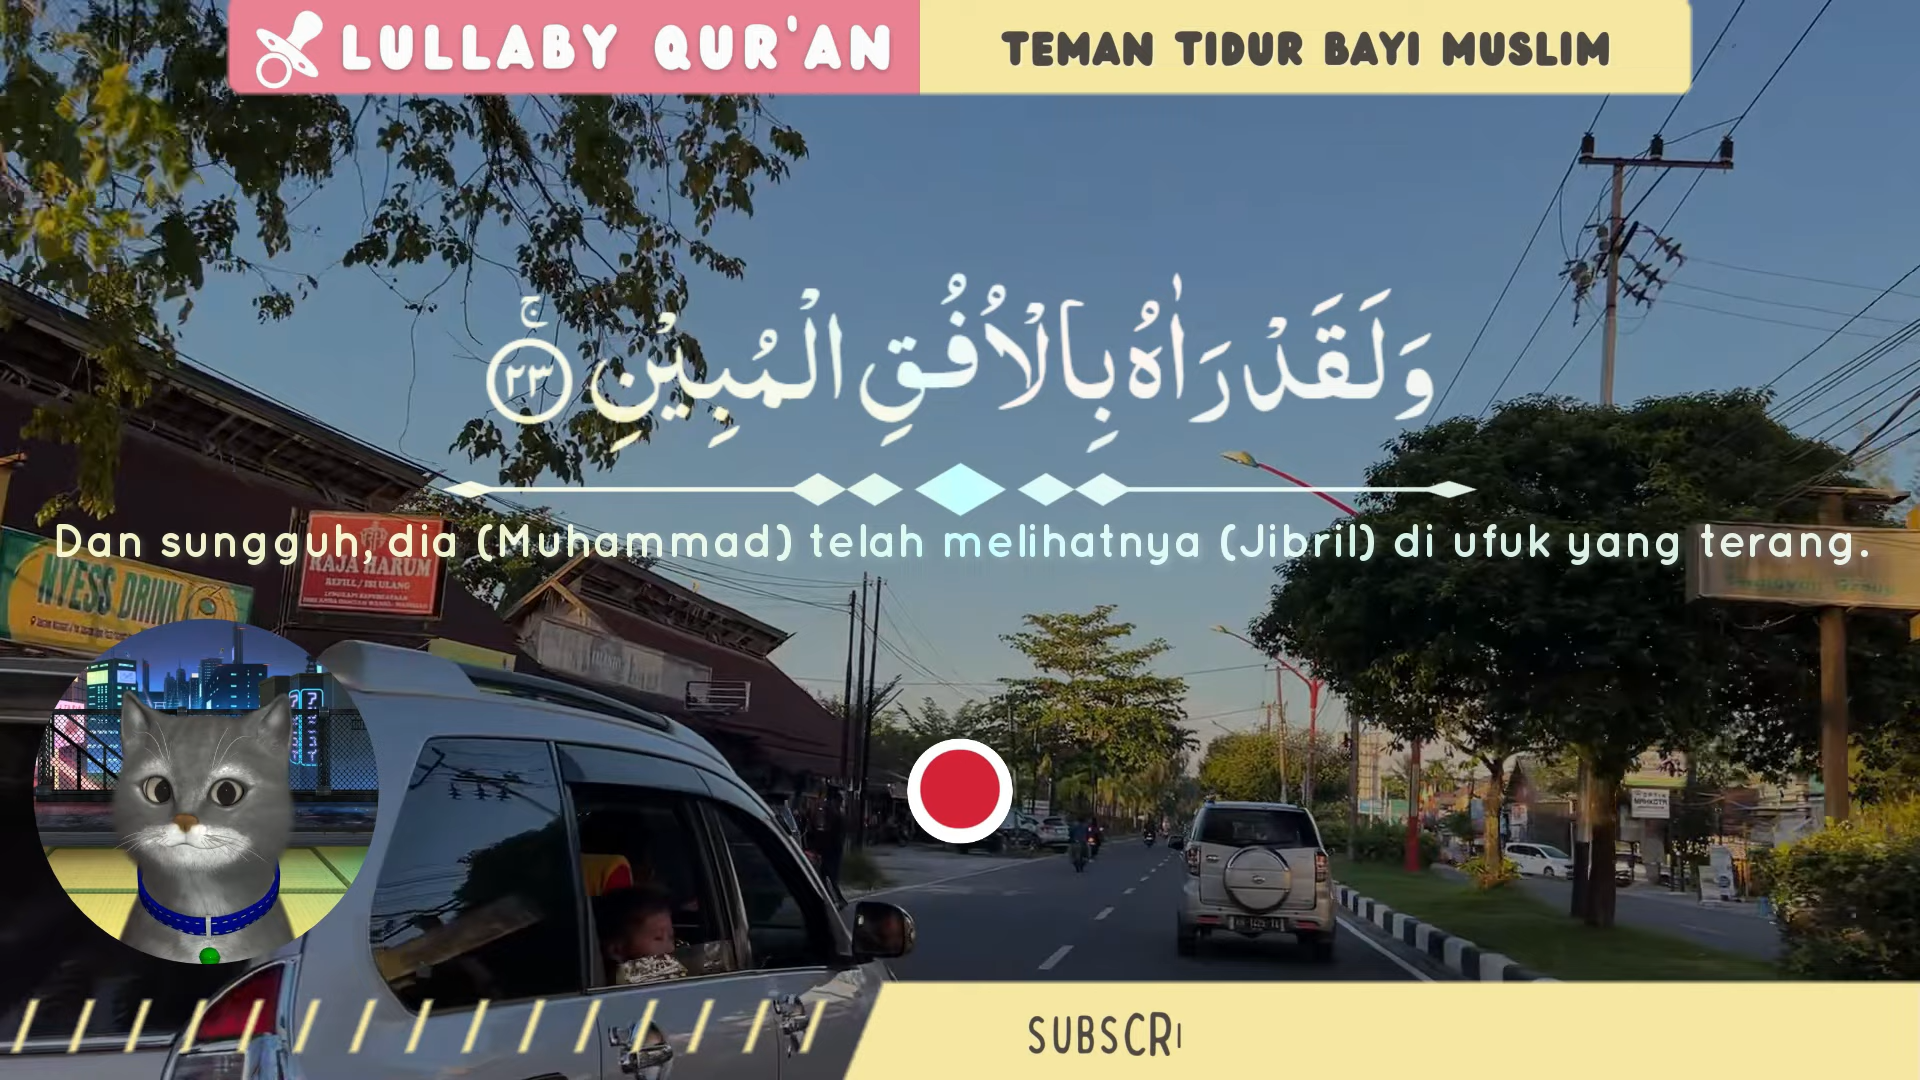 LULLABY QUR'AN
TEMAN TIDUR BAYI MUSLIM
وَلَقَدْ رَاٰهُ بِالْاُفُقِ الْمُبِيْنِۚ ٢٣
Dan sungguh, dia (Muhammad) telah melihatnya (Jibril) di ufuk yang terang.
NYESS DRINK
RAJA HARUM
REFILL / ISI ULANG
SUBSCRI